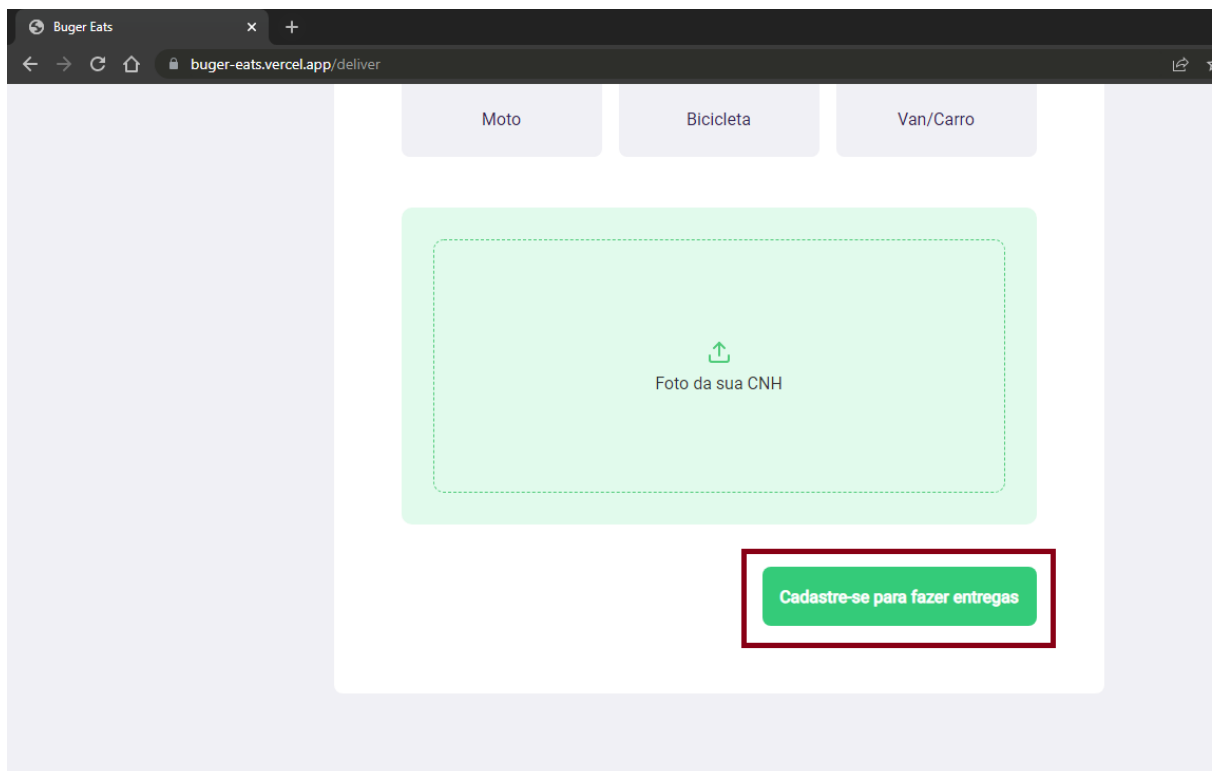 Buger Eats
buger-eats.vercel.app/deliver
Moto
Bicicleta
Van/Carro
Foto da sua CNH
Cadastre-se para fazer entregas